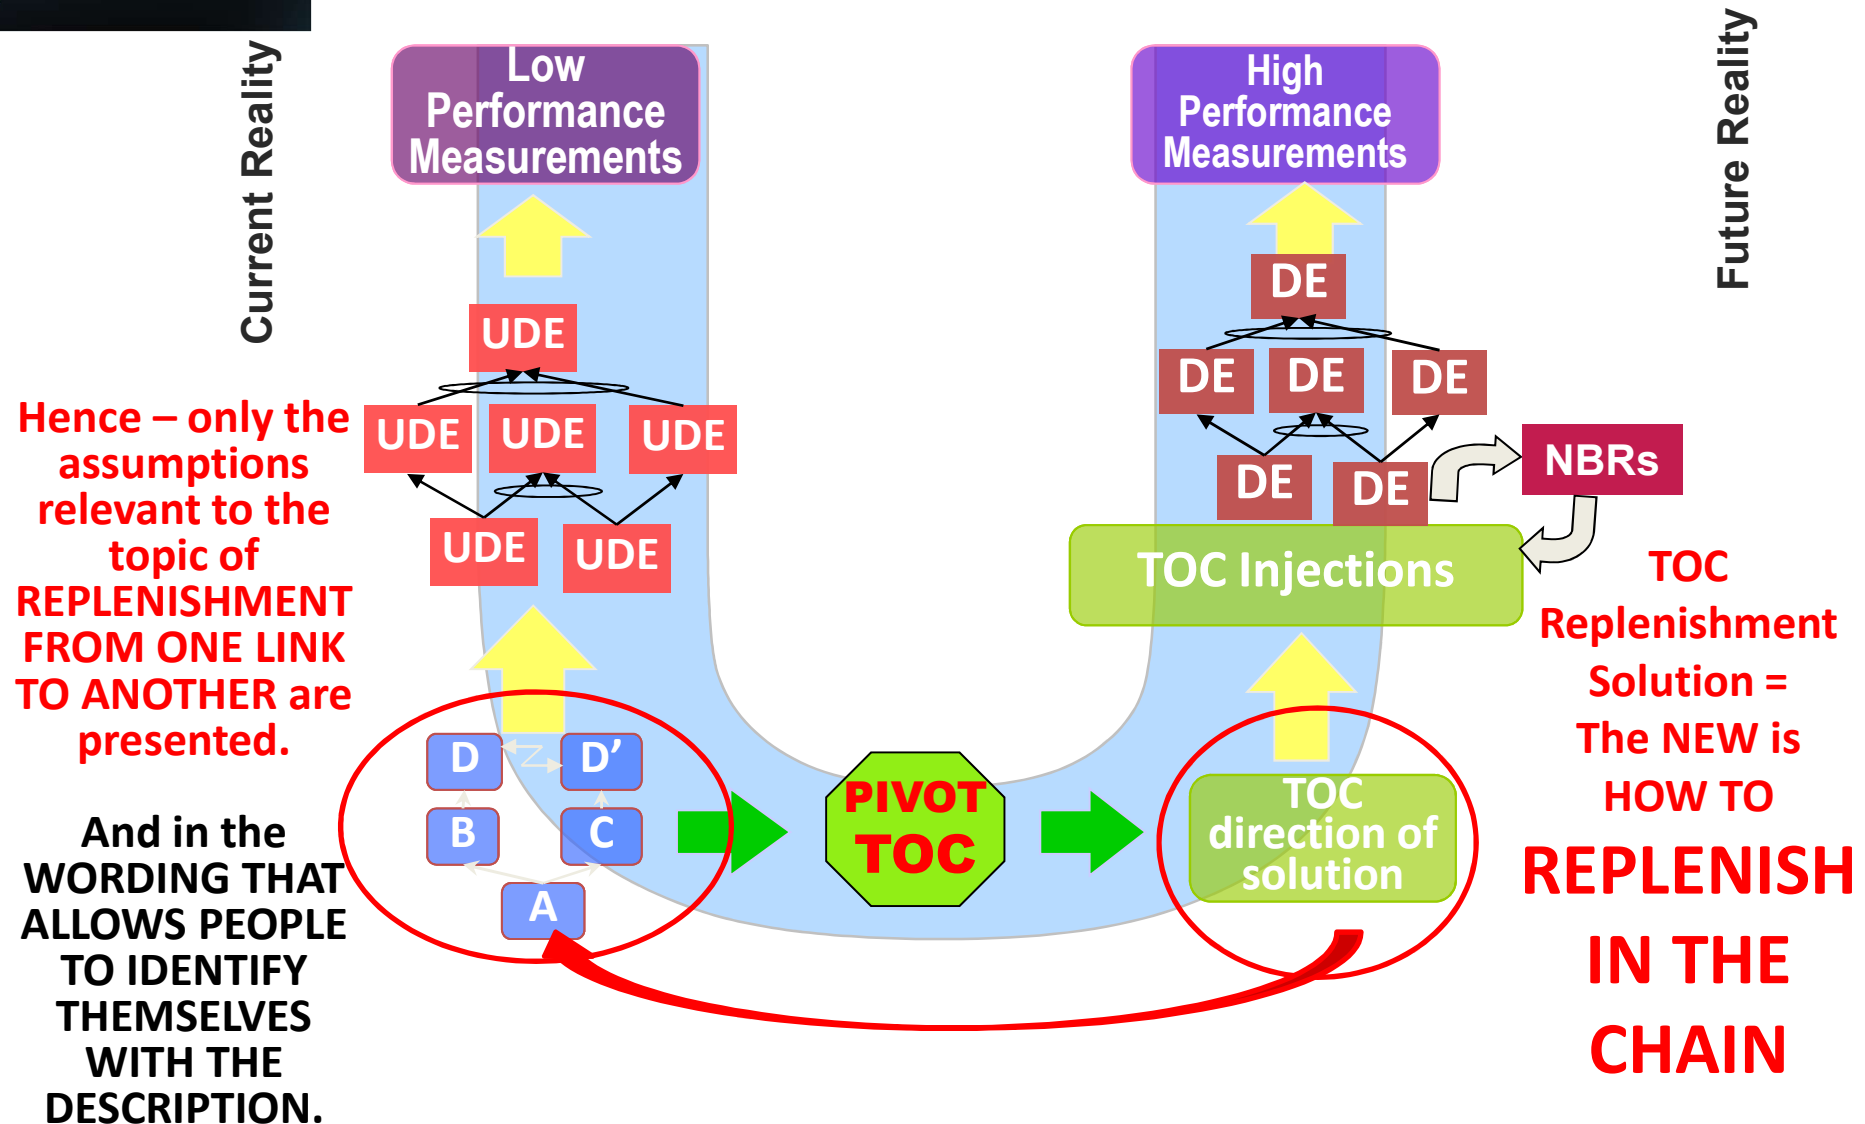 Current Reality
Low
Performance
Measurements
UDE
UDE
UDE
UDE
UDE
UDE
Hence – only the
assumptions
relevant to the
topic of
REPLENISHMENT
FROM ONE LINK
TO ANOTHER are
presented.
And in the
WORDING THAT
ALLOWS PEOPLE
TO IDENTIFY
THEMSELVES
WITH THE
DESCRIPTION.
D
D’
B
C
A
PIVOT
TOC
High
Performance
Measurements
DE
DE
DE
DE
DE
DE
NBRs
TOC Injections
TOC
direction of
solution
Future Reality
TOC
Replenishment
Solution =
The NEW is
HOW TO
REPLENISH
IN THE
CHAIN